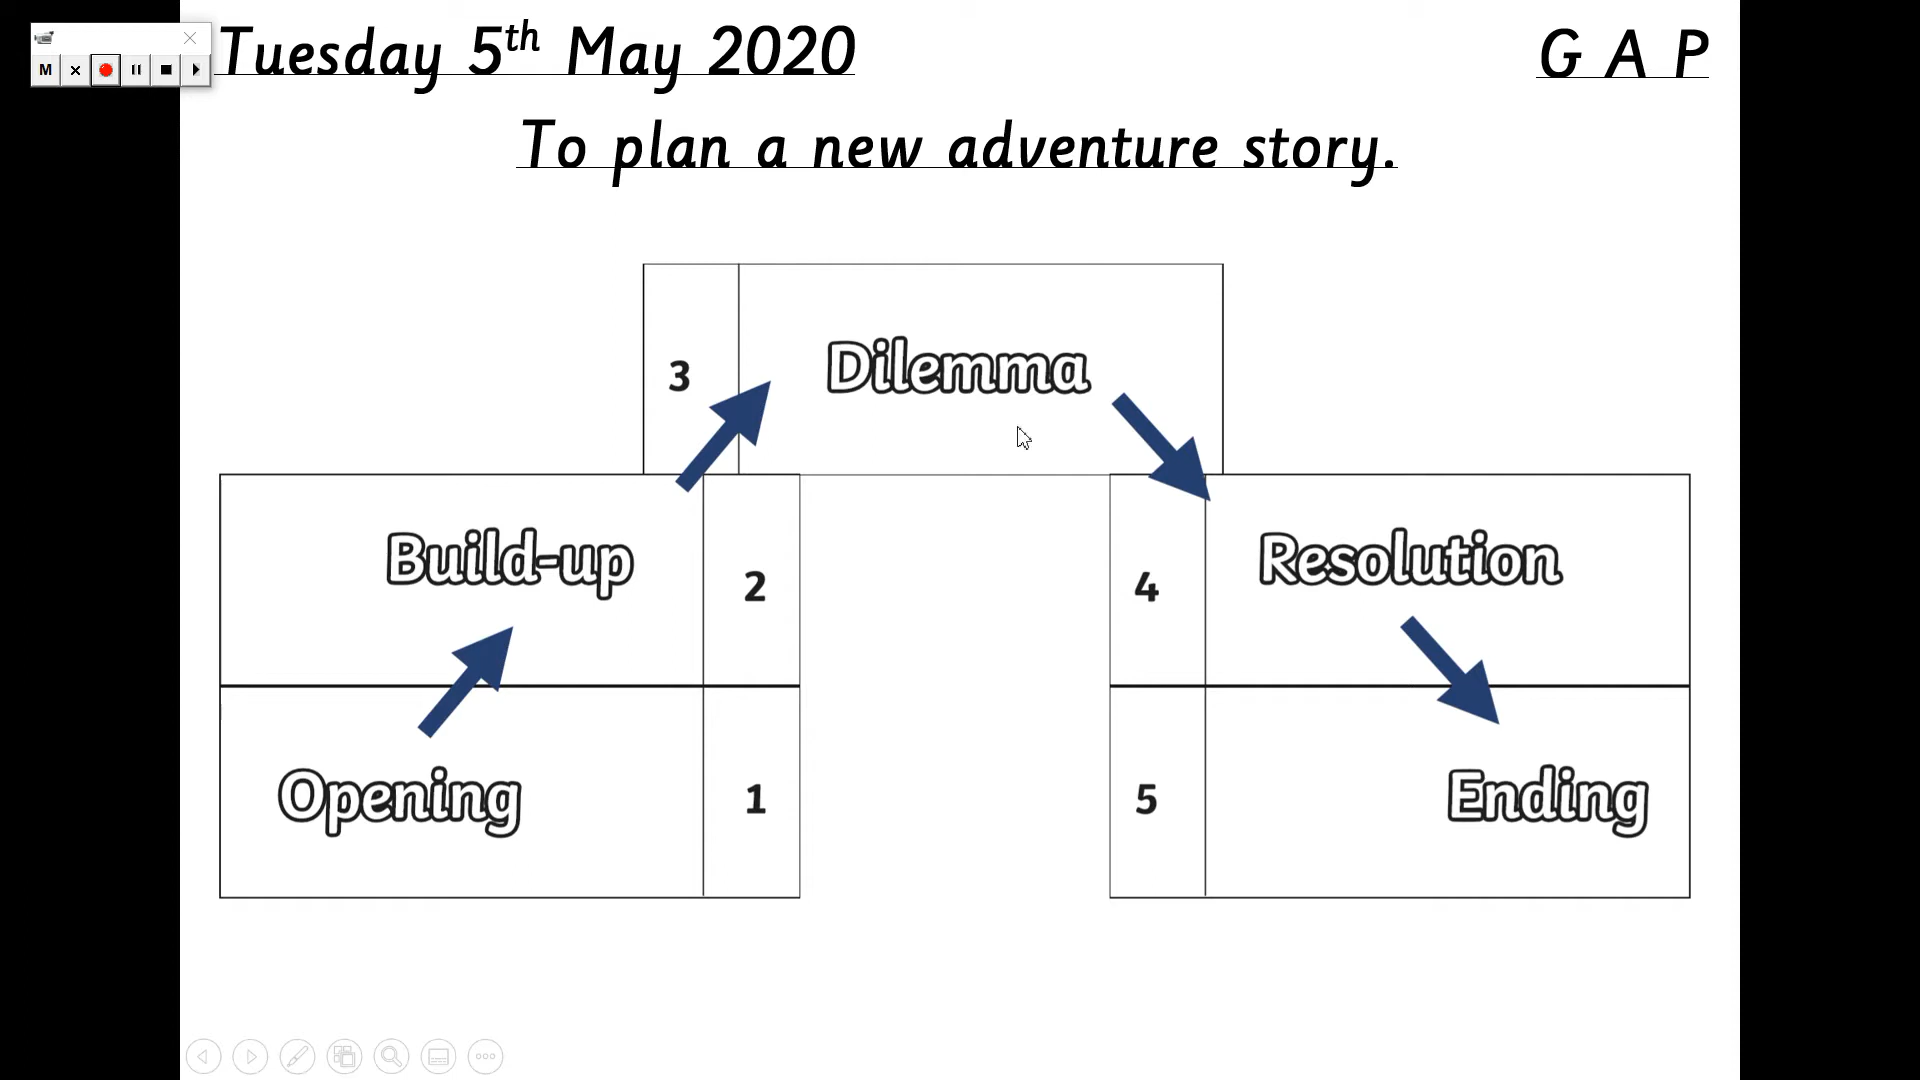 M
Tuesday 5th May 2020
G A P
To plan a new adventure story.
3
Dilemma
Build-up
2
4
Resolution
Opening
1
5
Ending